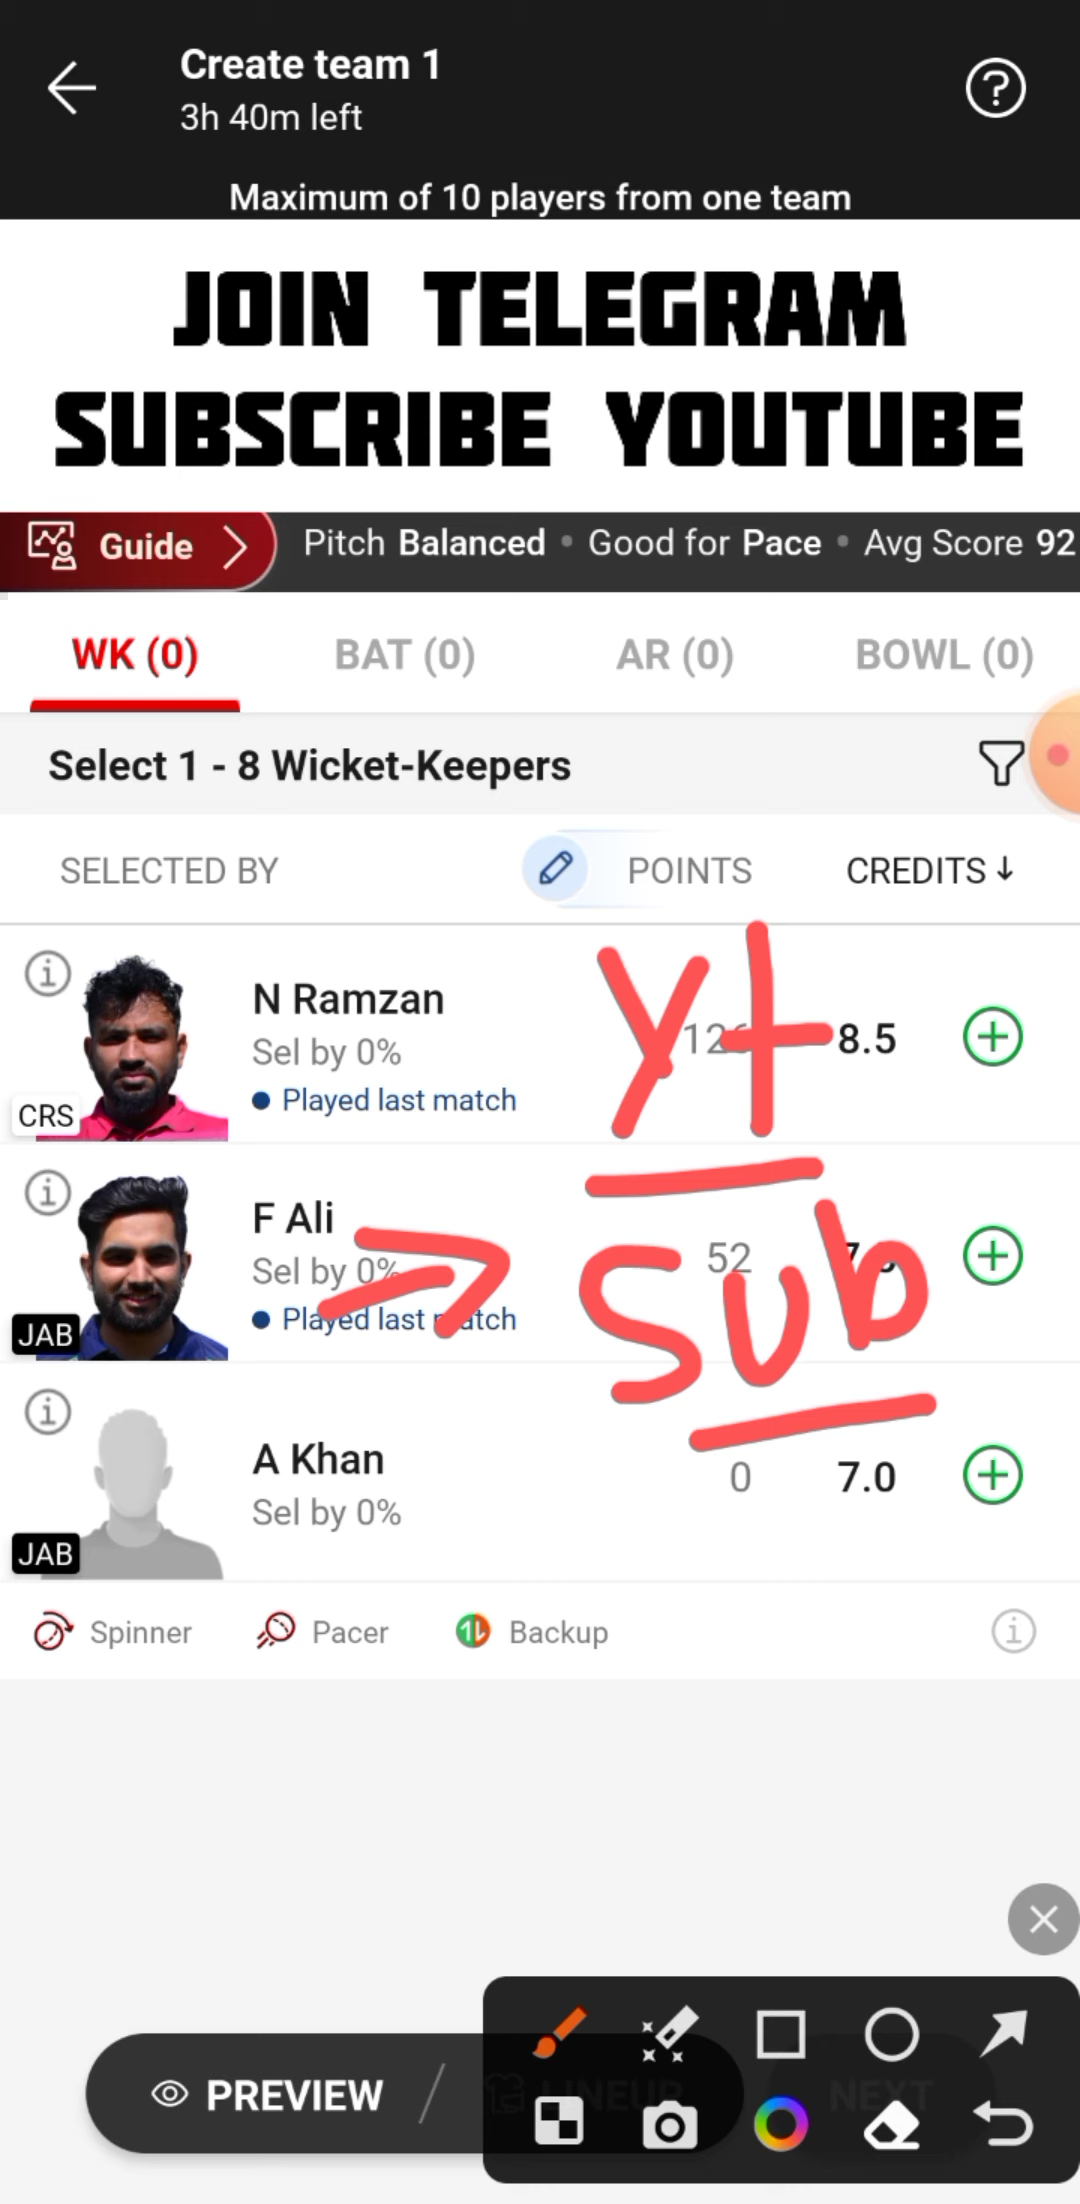 Create team 1
3h 40m left
Maximum of 10 players from one team
JOIN TELEGRAM
SUBSCRIBE YOUTUBE
Guide Pitch Balanced • Good for Pace • Avg Score 92
WK (0) BAT (0) AR (0) BOWL (0)
Select 1 - 8 Wicket-Keepers
SELECTED BY POINTS CREDITS ↓
N Ramzan
Sel by 0%
8.5
• Played last match
CRS
Yt
F Ali
Sel by 0%
52
• Played last match
JAB
Sub
A Khan
0 7.0
Sel by 0%
JAB
Spinner Pacer Backup
PREVIEW LINEUP NEXT